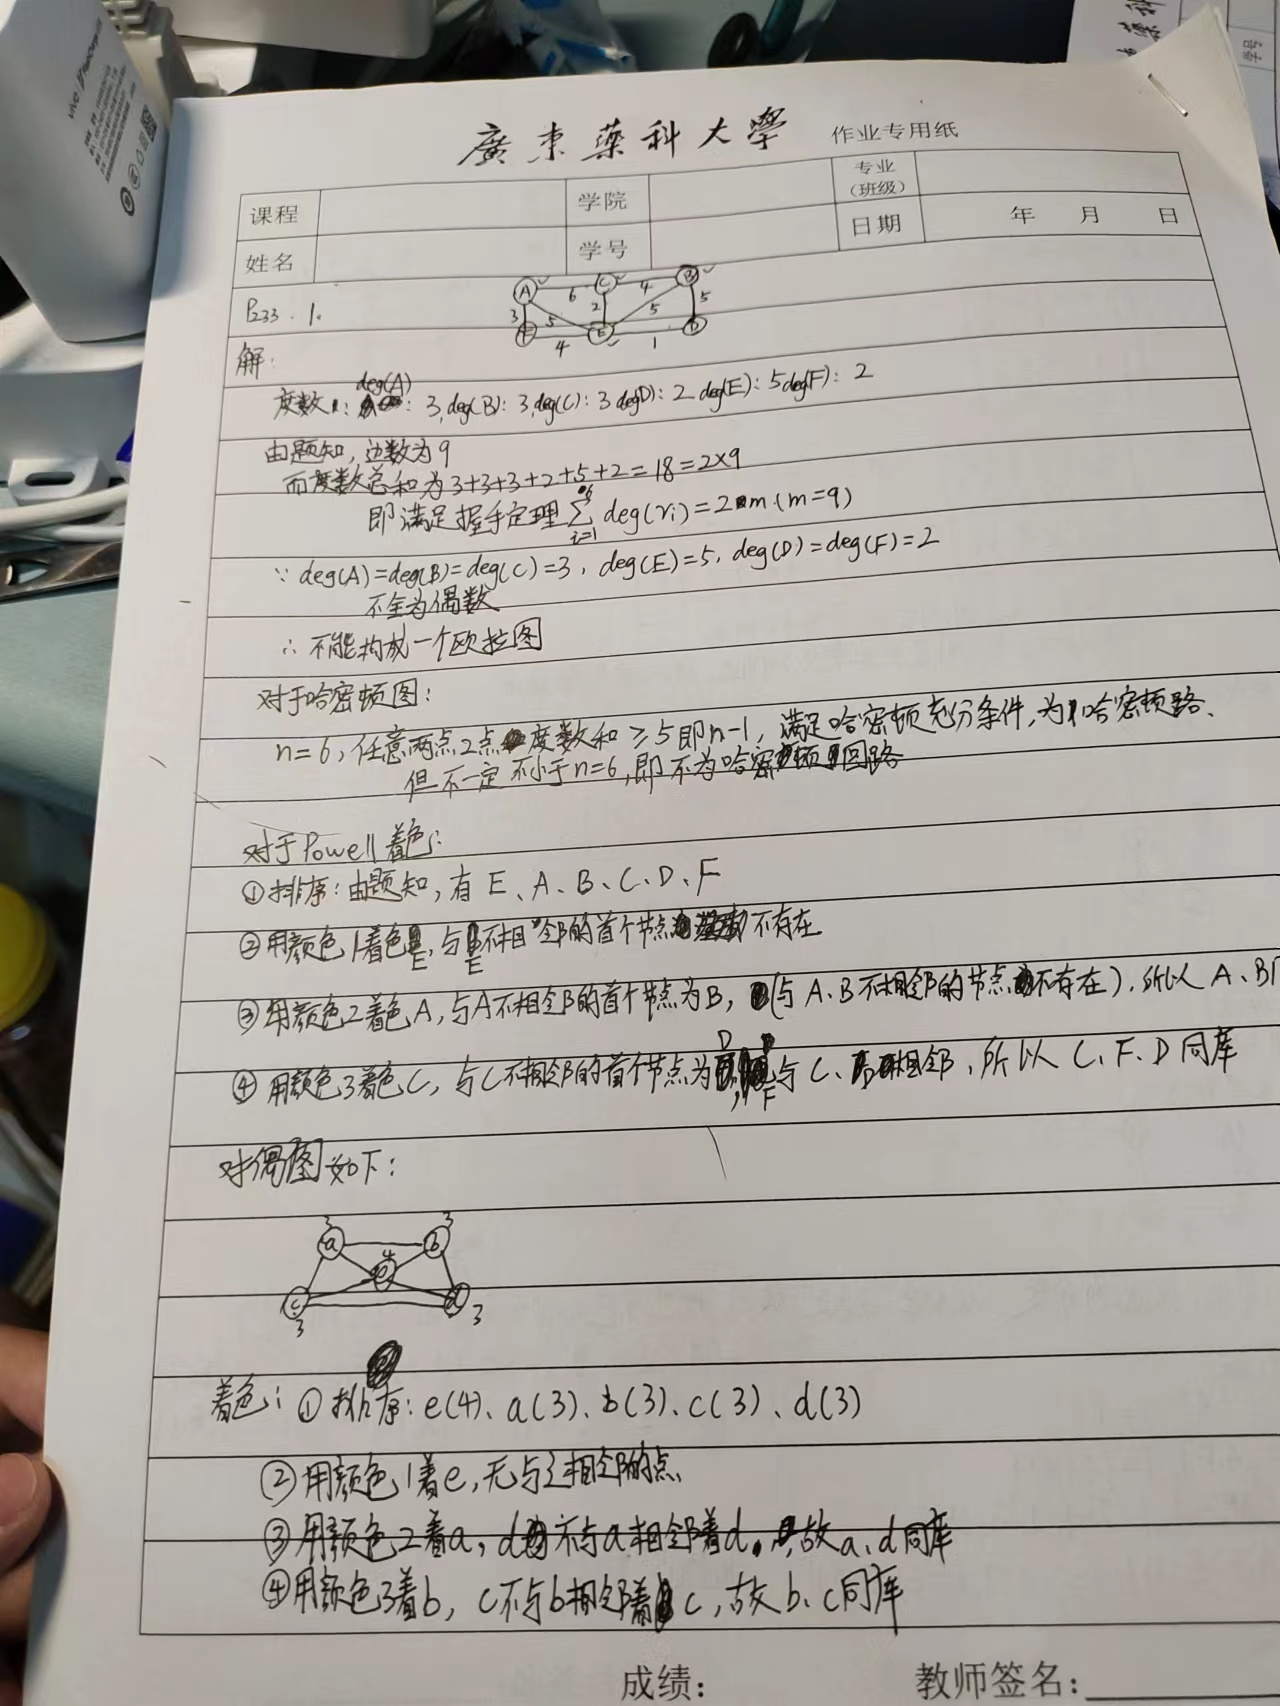 vivo
廣東藥科大學 作业专用纸
课程 学院 专业(班级)
姓名 学号 日期 年 月 日
P233. 1.
A 6 C 4 B
3 5 2 5 5
F 4 E 1 D
解:
度数: deg(A): 3, deg(B): 3, deg(C): 3 deg(D): 2 deg(E): 5 deg(F): 2
由题知, 边数为9
而度数总和为3+3+3+2+5+2=18=2×9
即满足握手定理 Σ deg(vi)=2m (m=9)
i=1
∵ deg(A)=deg(B)=deg(C)=3, deg(E)=5, deg(D)=deg(F)=2
不全为偶数
∴ 不能构成一个欧拉图
对于哈密顿图:
n=6, 任意两点2点度数和≥5即n-1, 满足哈密顿充分条件, 为哈密顿路、
但不一定不小于n=6, 即不为哈密顿回路
对于Powell着色:
①排序: 由题知, 有 E、A、B、C、D、F
②用颜色1着色E, 与E不相邻的首个节点不存在
③用颜色2着色A, 与A不相邻的首个节点为B, (与A、B不相邻的节点不存在), 所以 A、B
④用颜色3着色C, 与C不相邻的首个节点为D, F与C、D不相邻、所以 C、F、D同库
对偶图如下:
3 3
a b
4
e
c d
3 3
着色: ①排序: e(4)、a(3)、b(3)、c(3)、d(3)
②用颜色1着e, 无与之相邻的点
③用颜色2着a, d不与a相邻着d. 故a、d同库
④用颜色3着b, c不与b相邻着c, 故b、c同库
成绩: 教师签名: